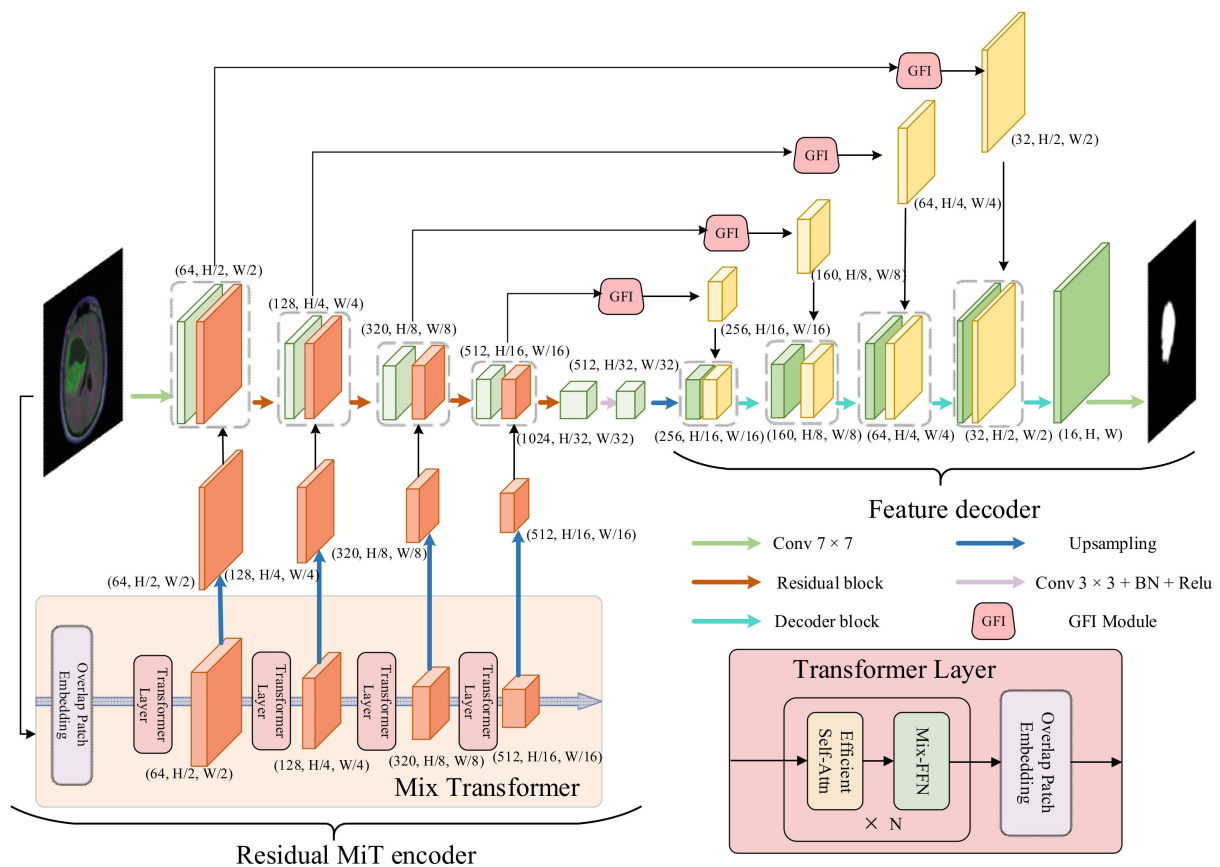 GFI
(32, H/2, W/2)
GFI
(64, H/4, W/4)
GFI
(160, H/8, W/8)
GFI
(256, H/16, W/16)
(64, H/2, W/2)
(128, H/4, W/4)
(320, H/8, W/8)
(512, H/16, W/16)
(512, H/32, W/32)
(1024, H/32, W/32)
(256, H/16, W/16)
(160, H/8, W/8)
(64, H/4, W/4)
(32, H/2, W/2)
(16, H, W)
Feature decoder
(64, H/2, W/2)
(128, H/4, W/4)
(320, H/8, W/8)
(512, H/16, W/16)
Conv 7 × 7
Upsampling
Residual block
Conv 3 × 3 + BN + Relu
Decoder block
GFI
GFI Module
Overlap Patch
Embedding
Transformer
Layer
Transformer
Layer
Transformer
Layer
Transformer
Layer
(64, H/2, W/2)
(128, H/4, W/4)
(320, H/8, W/8)
(512, H/16, W/16)
Mix Transformer
Residual MiT encoder
Transformer Layer
Efficient
Self-Attn
Mix-FFN
× N
Overlap Patch
Embedding